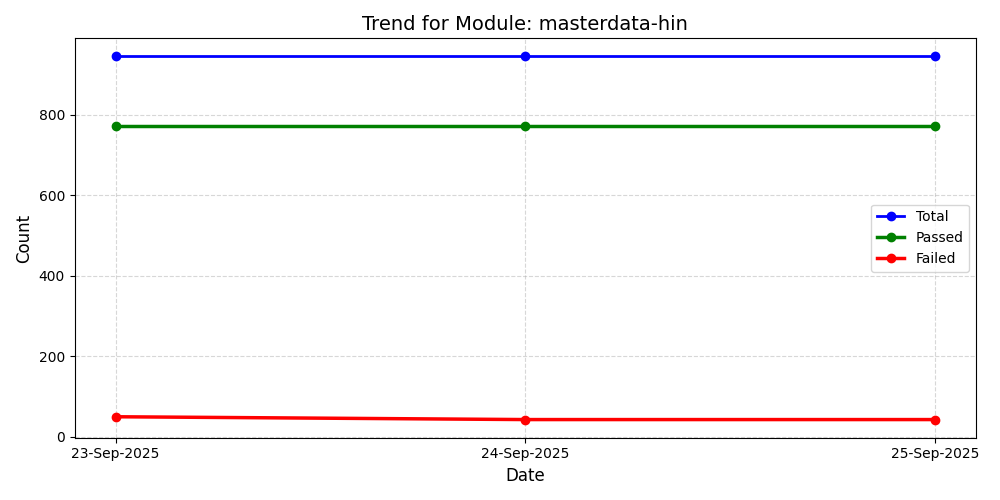 Trend for Module: masterdata-hin
Count
800
600
400
200
0
Total
Passed
Failed
23-Sep-2025
24-Sep-2025
25-Sep-2025
Date